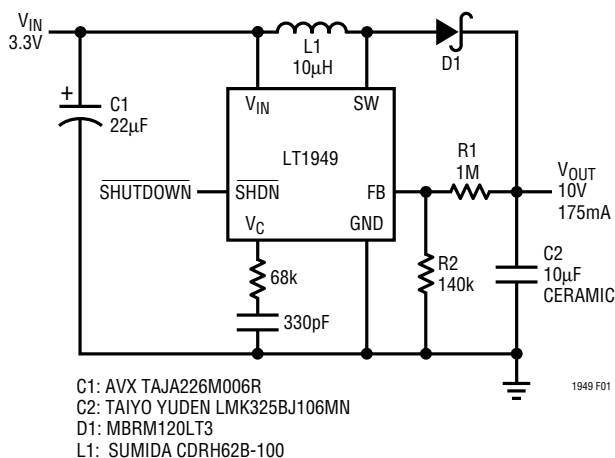 VIN
3.3V
L1
10µH
D1
+
C1
22µF
VIN
SW
LT1949
SHUTDOWN
SHDN
FB
VC
GND
R1
1M
VOUT
10V
175mA
68k
330pF
R2
140k
C2
10µF
CERAMIC
1949 F01
C1: AVX TAJA226M006R
C2: TAIYO YUDEN LMK325BJ106MN
D1: MBRM120LT3
L1: SUMIDA CDRH62B-100